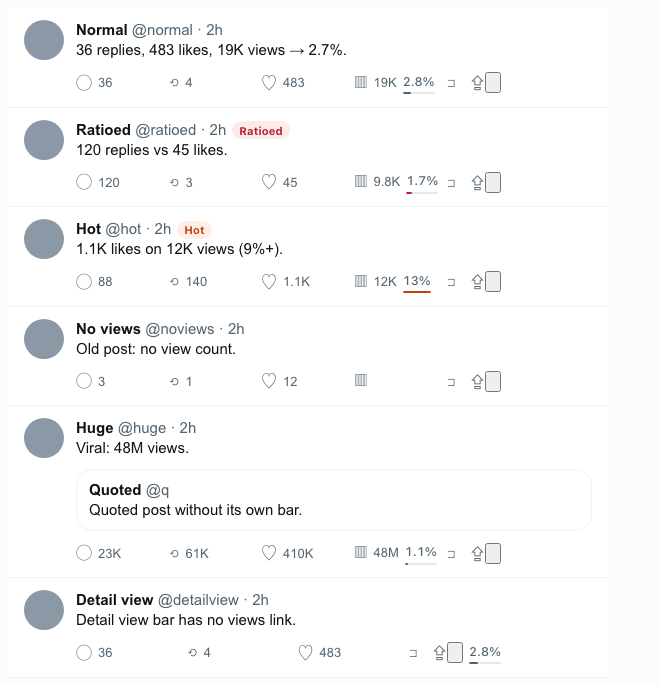 Normal @normal · 2h
36 replies, 483 likes, 19K views → 2.7%.
36 4 483 19K 2.8%
Ratioed @ratioed · 2h Ratioed
120 replies vs 45 likes.
120 3 45 9.8K 1.7%
Hot @hot · 2h Hot
1.1K likes on 12K views (9%+).
88 140 1.1K 12K 13%
No views @noviews · 2h
Old post: no view count.
3 1 12
Huge @huge · 2h
Viral: 48M views.
Quoted @q
Quoted post without its own bar.
23K 61K 410K 48M 1.1%
Detail view @detailview · 2h
Detail view bar has no views link.
36 4 483 2.8%